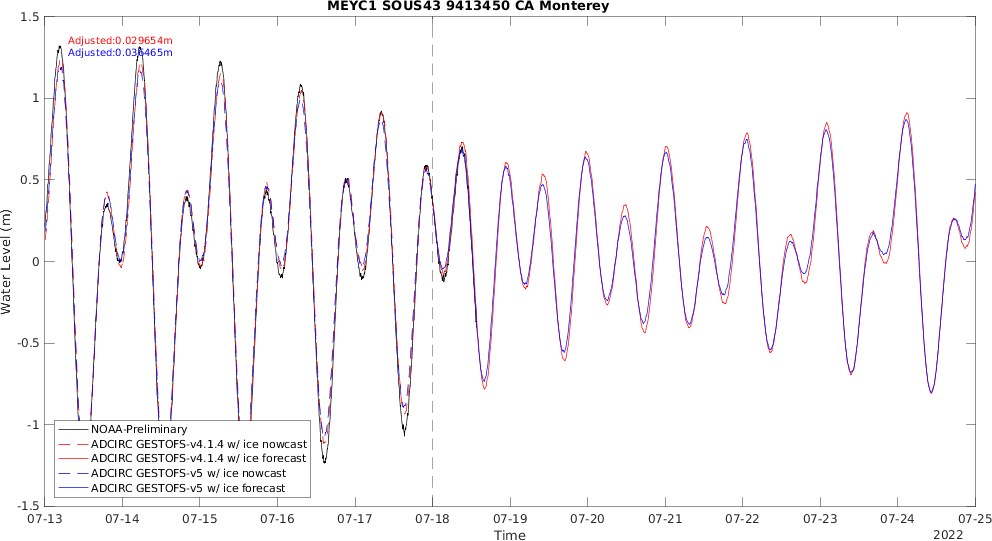 MEYC1 SOUS43 9413450 CA Monterey
Adjusted:0.029654m
Adjusted:0.036465m
Water Level (m)
1.5
1
0.5
0
-0.5
-1
-1.5
NOAA-Preliminary
ADCIRC GESTOFS-v4.1.4 w/ ice nowcast
ADCIRC GESTOFS-v4.1.4 w/ ice forecast
ADCIRC GESTOFS-v5 w/ ice nowcast
ADCIRC GESTOFS-v5 w/ ice forecast
07-13 07-14 07-15 07-16 07-17 07-18 07-19 07-20 07-21 07-22 07-23 07-24 07-25
Time
2022